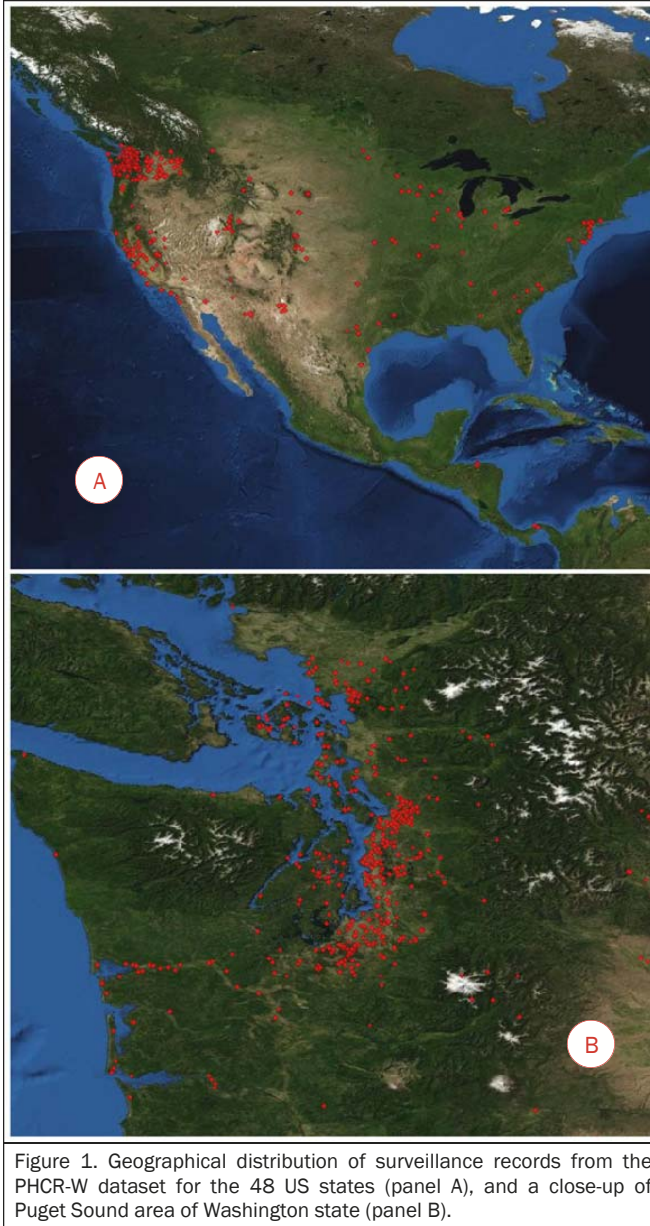 A
B
Figure 1. Geographical distribution of surveillance records from the
PHCR-W dataset for the 48 US states (panel A), and a close-up of
Puget Sound area of Washington state (panel B).